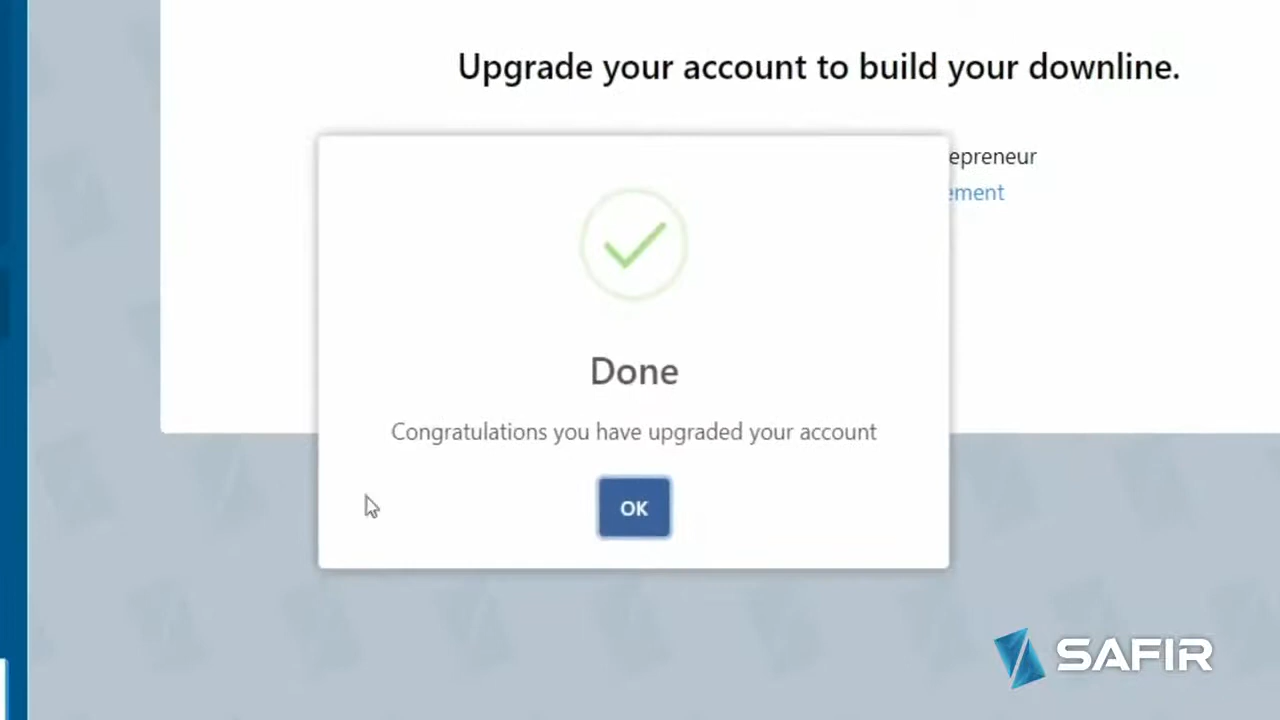 Upgrade your account to build your downline.
epreneur
ement
Done
Congratulations you have upgraded your account
OK
SAFIR